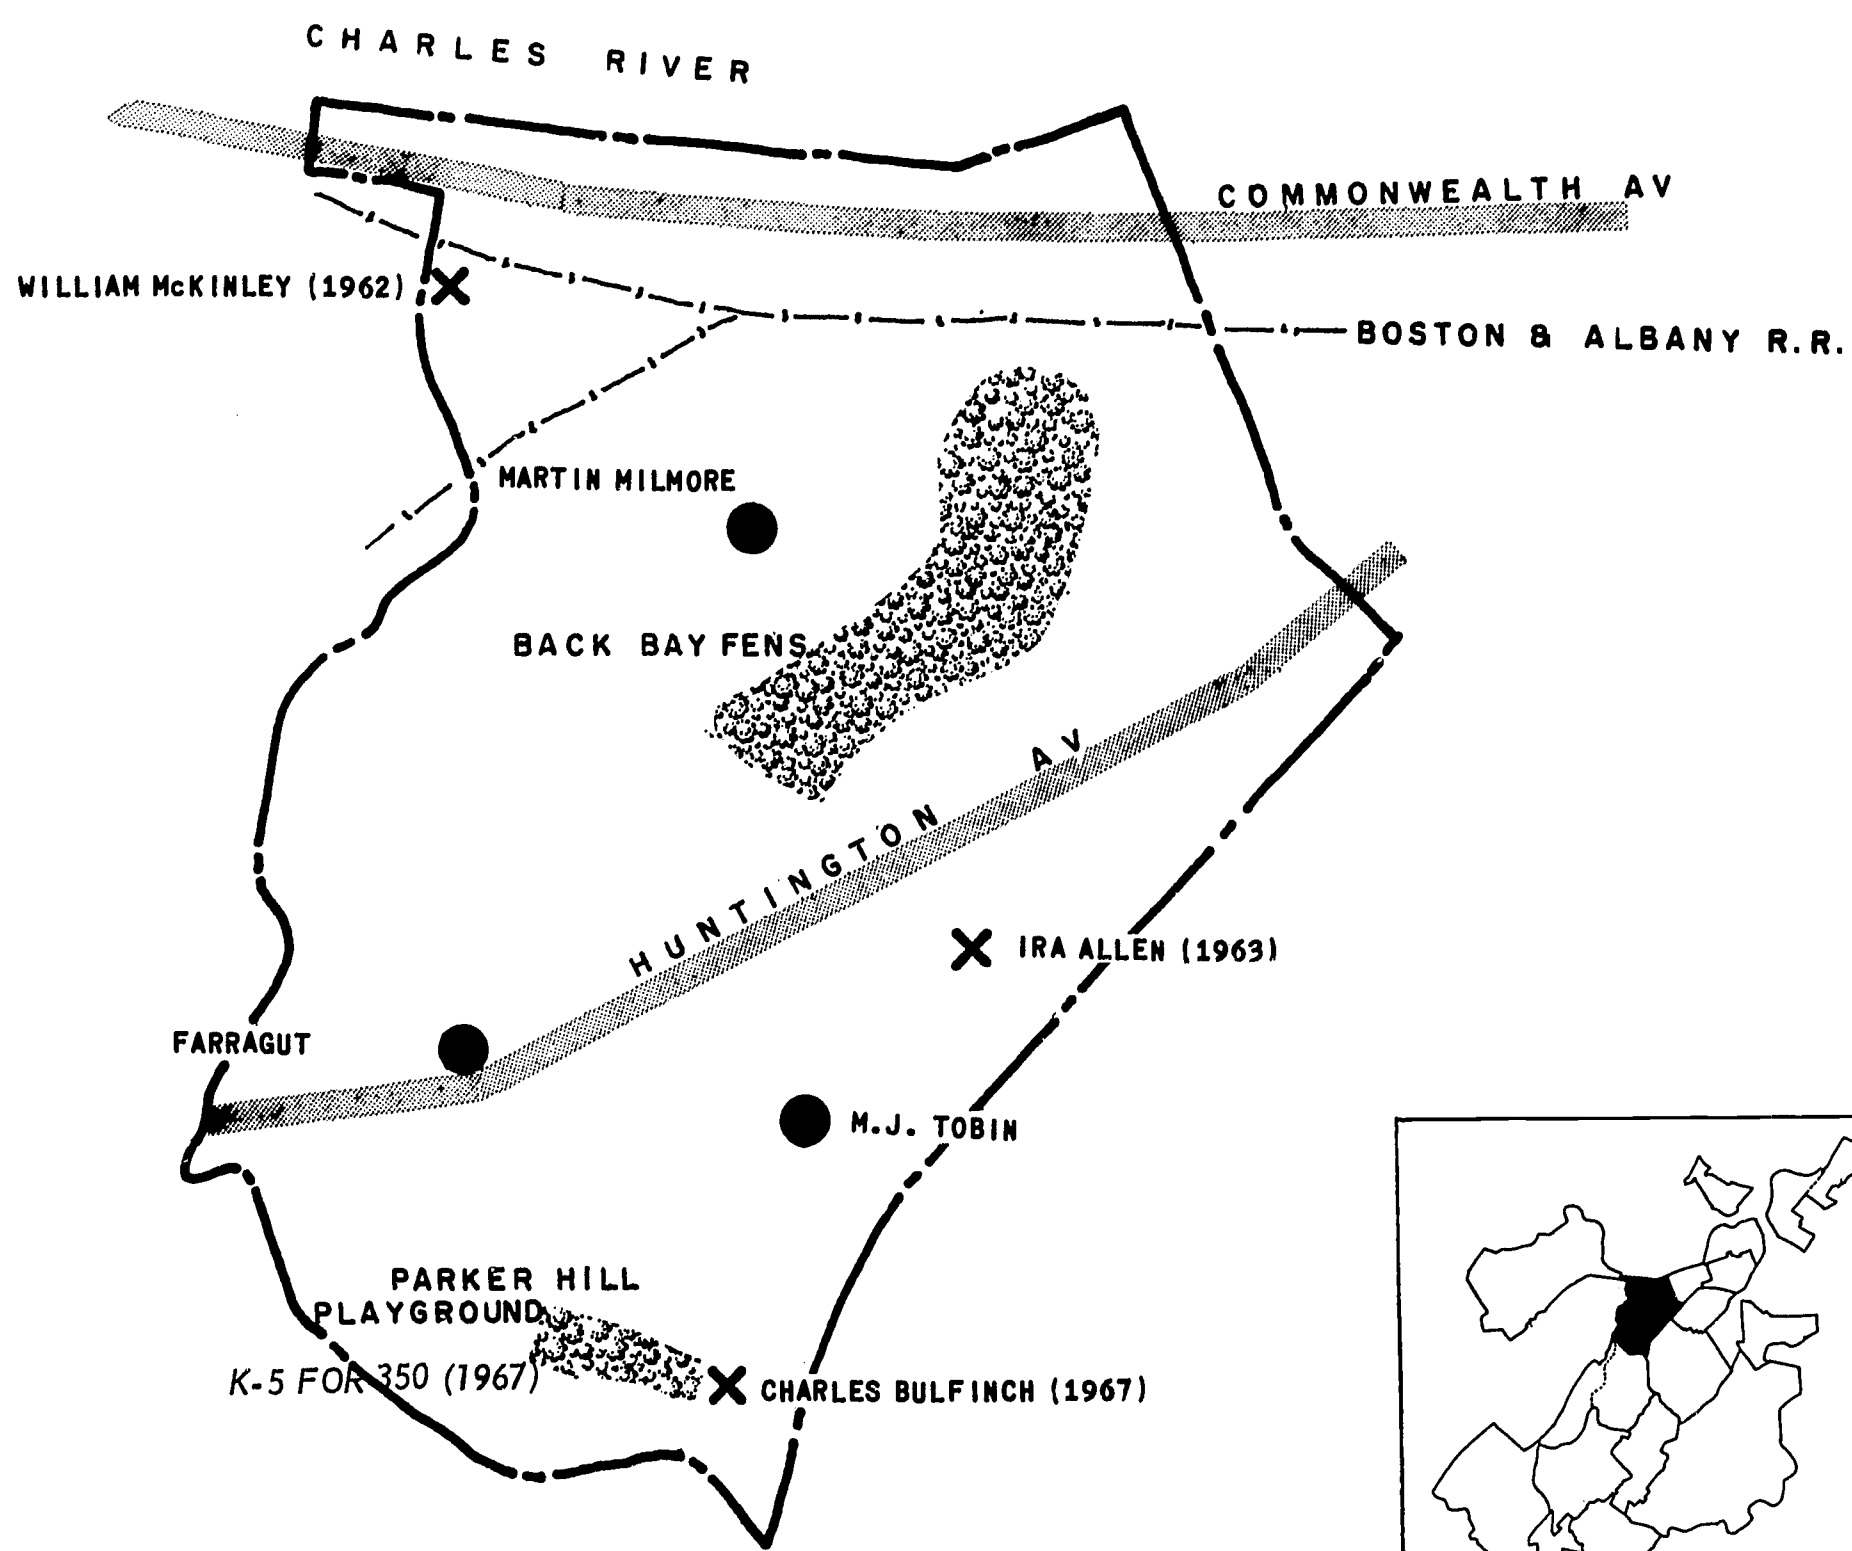 CHARLES RIVER
COMMONWEALTH AV
WILLIAM McKINLEY (1962)
BOSTON & ALBANY R.R.
MARTIN MILMORE
BACK BAY FENS
HUNTINGTON AV
IRA ALLEN (1963)
FARRAGUT
M.J. TOBIN
PARKER HILL
PLAYGROUND
K-5 FOR 350 (1967)
CHARLES BULFINCH (1967)